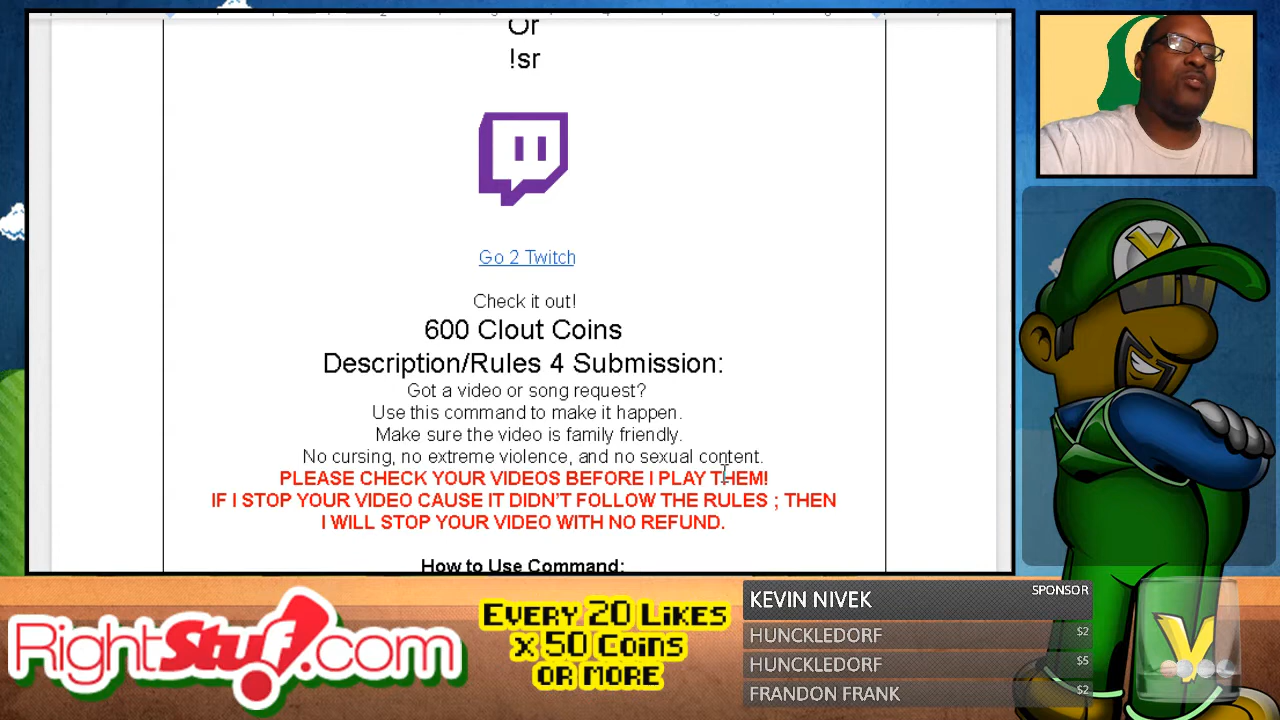 Or
!sr
Go 2 Twitch
Check it out!
600 Clout Coins
Description/Rules 4 Submission:
Got a video or song request?
Use this command to make it happen.
Make sure the video is family friendly.
No cursing, no extreme violence, and no sexual content.
PLEASE CHECK YOUR VIDEOS BEFORE I PLAY THEM!
IF I STOP YOUR VIDEO CAUSE IT DIDN'T FOLLOW THE RULES ; THEN
I WILL STOP YOUR VIDEO WITH NO REFUND.
How to Use Command:
RightStuf!.com
EVERY 20 LIKES
x 50 COINS
OR MORE
KEVIN NIVEK SPONSOR
HUNCKLEDORF $2
HUNCKLEDORF $5
FRANDON FRANK $2
V
V